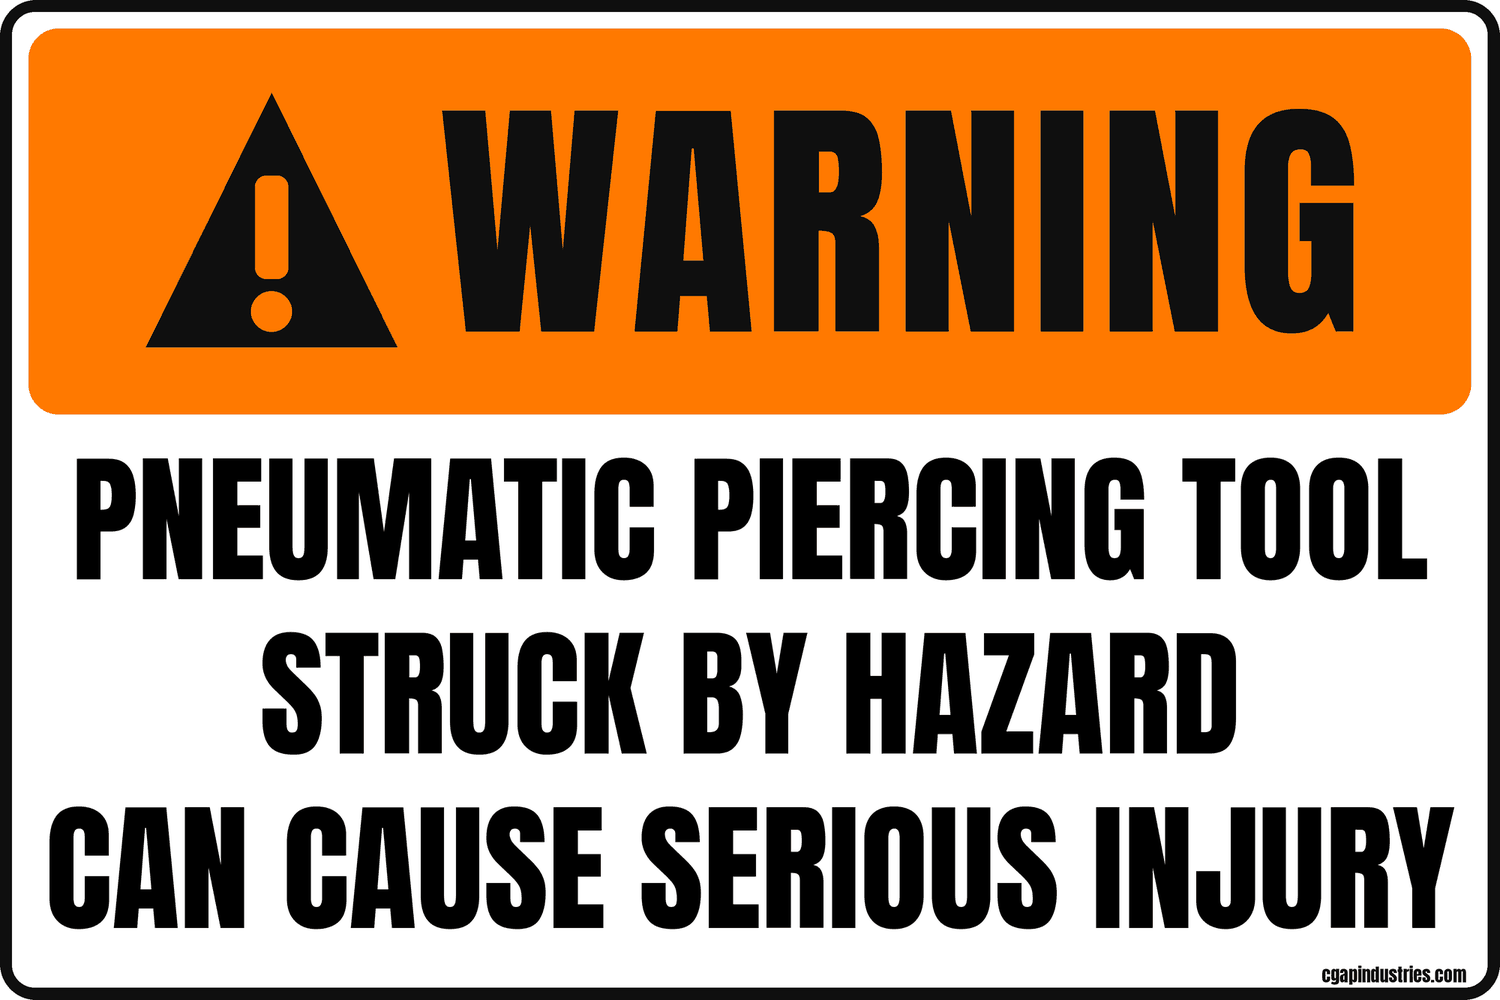 WARNING
PNEUMATIC PIERCING TOOL
STRUCK BY HAZARD
CAN CAUSE SERIOUS INJURY
cgapindustries.com